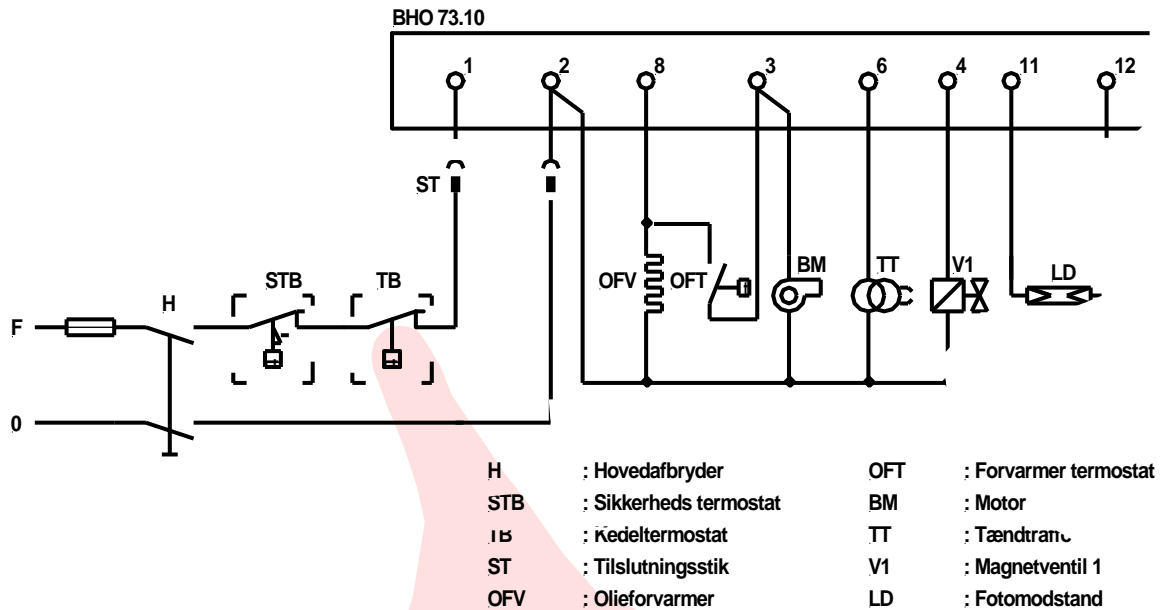 BHO 73.10
1 2 8 3 6 4 11 12
ST
OFV OFT BM TT V1 LD
H STB TB
F
0
H : Hovedafbryder OFT : Forvarmer termostat
STB : Sikkerheds termostat BM : Motor
TB : Kedeltermostat TT :
ST : Tilslutningsstik V1 : Magnetventil 1
OFV : Olieforvarmer LD : Fotomodstand